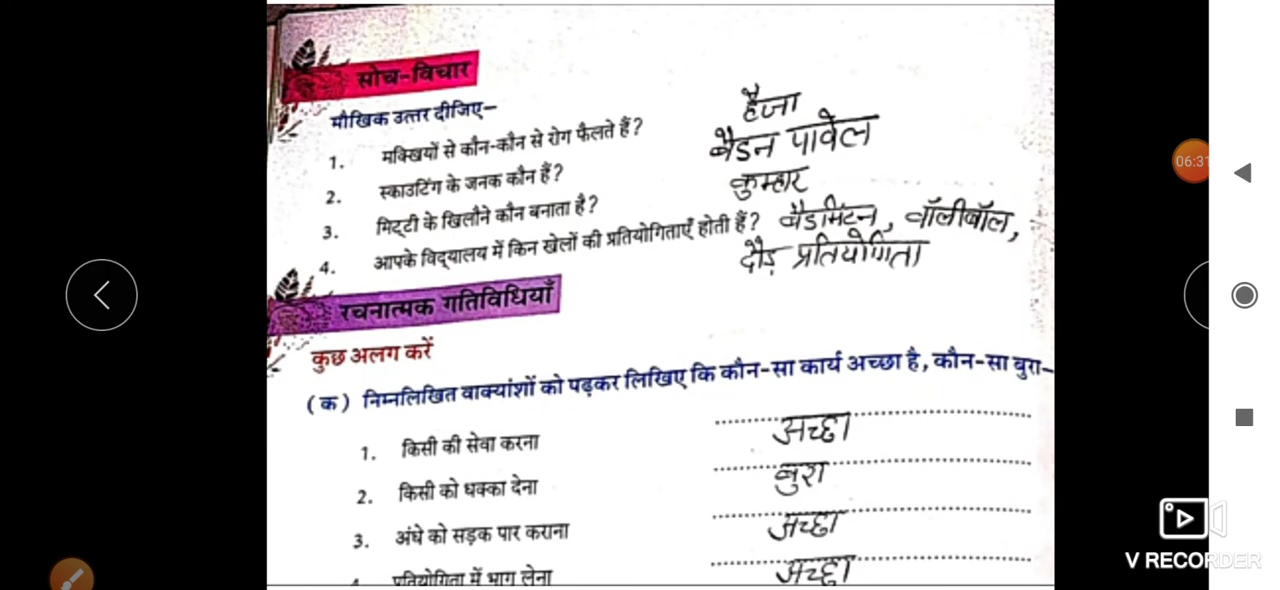 सोच-विचार
मौखिक उत्तर दीजिए-
1. मक्खियों से कौन-कौन से रोग फैलते हैं? हैजा
2. स्काउटिंग के जनक कौन हैं? बैडन पावेल
3. मिट्टी के खिलौने कौन बनाता है? कुम्हार
4. आपके विद्यालय में किन खेलों की प्रतियोगिताएँ होती हैं? बैडमिंटन, वॉलीबॉल,
दौड़ प्रतियोगिता
रचनात्मक गतिविधियाँ
कुछ अलग करें
(क) निम्नलिखित वाक्यांशों को पढ़कर लिखिए कि कौन-सा कार्य अच्छा है, कौन-सा बुरा-
1. किसी की सेवा करना अच्छा
2. किसी को धक्का देना बुरा
3. अंधे को सड़क पार कराना अच्छा
4. प्रतियोगिता में भाग लेना अच्छा
06:31
V RECORDER